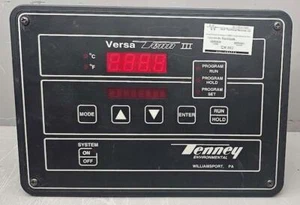 Versa Tenn III
°C
°F
PROGRAM
RUN
PROGRAM
HOLD
PROGRAM
SET
MODE
ENTER
RUN
HOLD
SYSTEM
ON
OFF
Tenney
ENVIRONMENTAL
WILLIAMSPORT, PA